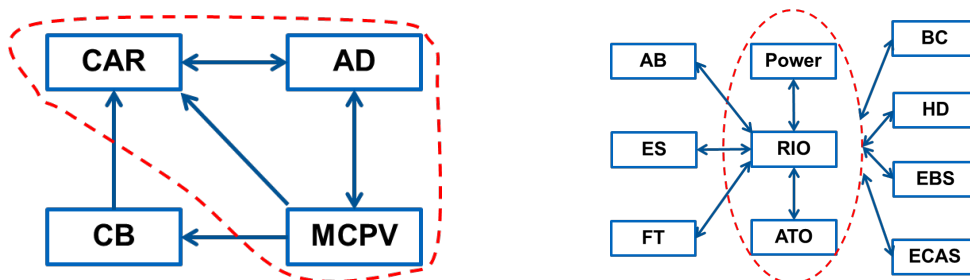 CAR
AD
CB
MCPV
AB
Power
BC
ES
RIO
HD
EBS
FT
ATO
ECAS